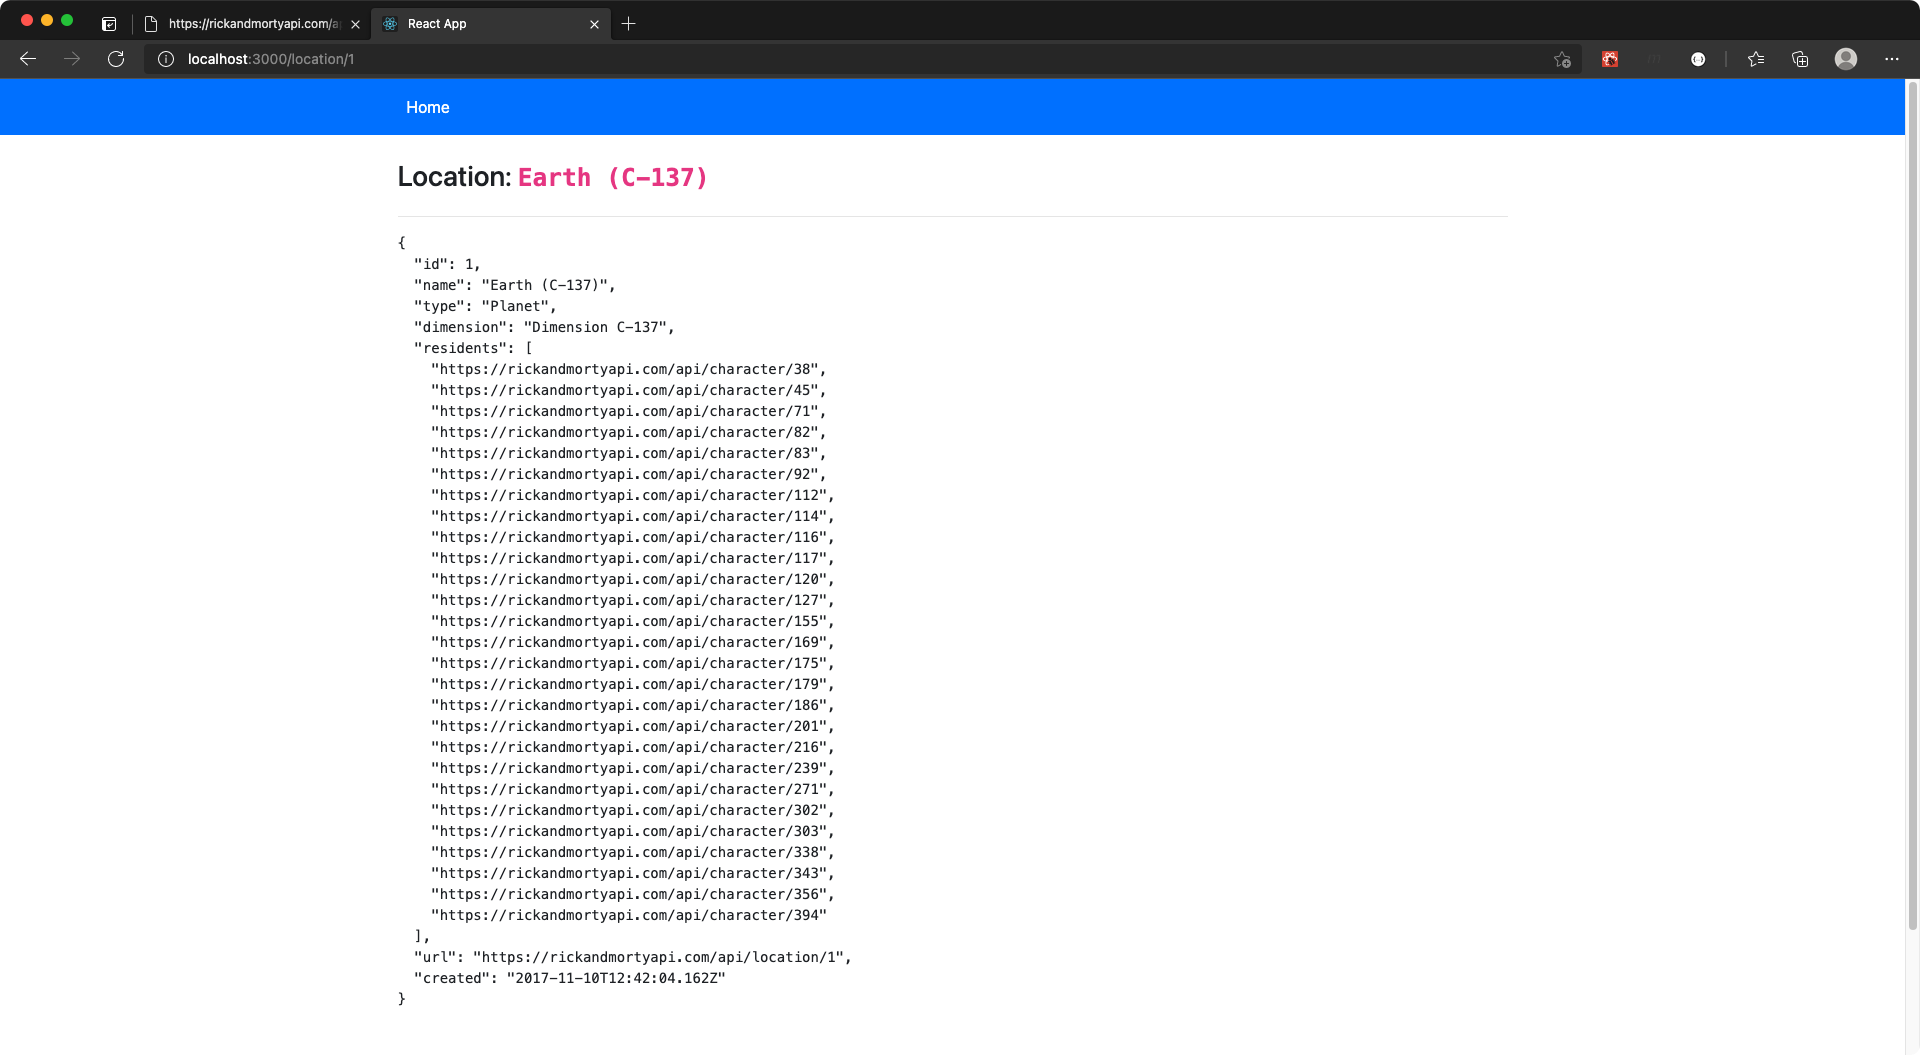 https://rickandmortyapi.com/a
React App
localhost:3000/location/1
Home
Location: Earth (C-137)
{
  "id": 1,
  "name": "Earth (C-137)",
  "type": "Planet",
  "dimension": "Dimension C-137",
  "residents": [
    "https://rickandmortyapi.com/api/character/38",
    "https://rickandmortyapi.com/api/character/45",
    "https://rickandmortyapi.com/api/character/71",
    "https://rickandmortyapi.com/api/character/82",
    "https://rickandmortyapi.com/api/character/83",
    "https://rickandmortyapi.com/api/character/92",
    "https://rickandmortyapi.com/api/character/112",
    "https://rickandmortyapi.com/api/character/114",
    "https://rickandmortyapi.com/api/character/116",
    "https://rickandmortyapi.com/api/character/117",
    "https://rickandmortyapi.com/api/character/120",
    "https://rickandmortyapi.com/api/character/127",
    "https://rickandmortyapi.com/api/character/155",
    "https://rickandmortyapi.com/api/character/169",
    "https://rickandmortyapi.com/api/character/175",
    "https://rickandmortyapi.com/api/character/179",
    "https://rickandmortyapi.com/api/character/186",
    "https://rickandmortyapi.com/api/character/201",
    "https://rickandmortyapi.com/api/character/216",
    "https://rickandmortyapi.com/api/character/239",
    "https://rickandmortyapi.com/api/character/271",
    "https://rickandmortyapi.com/api/character/302",
    "https://rickandmortyapi.com/api/character/303",
    "https://rickandmortyapi.com/api/character/338",
    "https://rickandmortyapi.com/api/character/343",
    "https://rickandmortyapi.com/api/character/356",
    "https://rickandmortyapi.com/api/character/394"
  ],
  "url": "https://rickandmortyapi.com/api/location/1",
  "created": "2017-11-10T12:42:04.162Z"
}